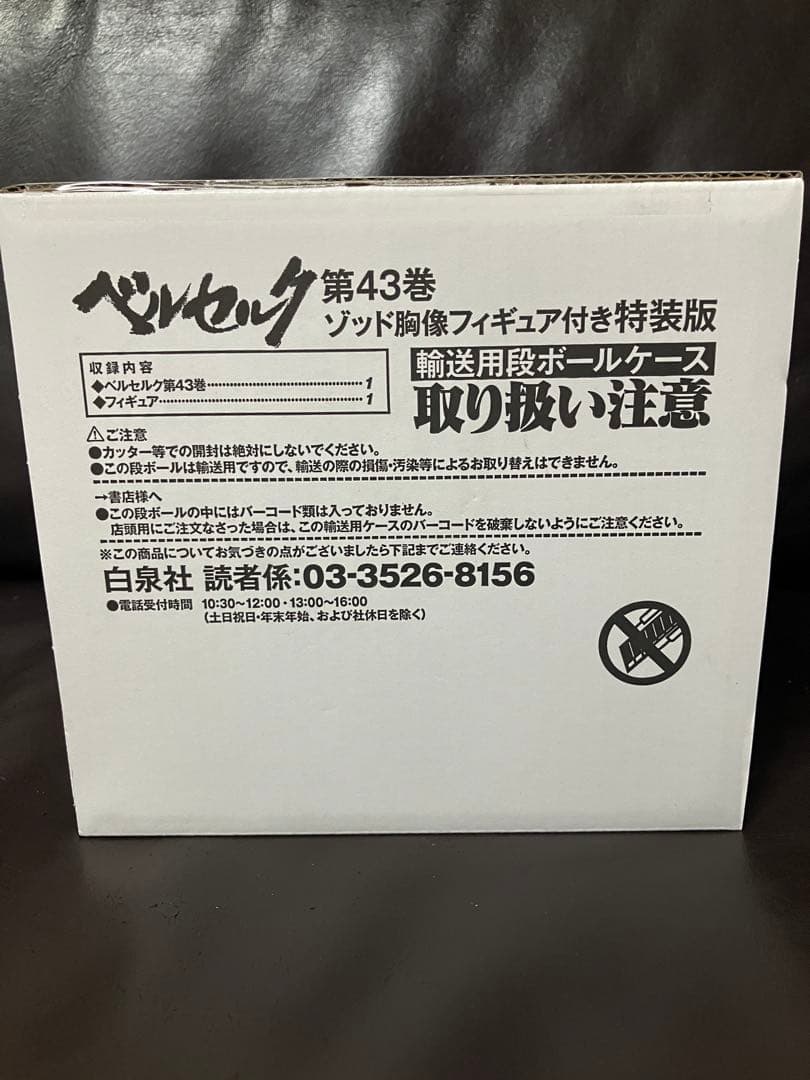 ベルセルク 第43巻
ゾッド胸像フィギュア付き特装版
収録内容
◆ベルセルク第43巻……………………………………1
◆フィギュア………………………………………………1
輸送用段ボールケース
取り扱い注意
⚠ご注意
●カッター等での開封は絶対にしないでください。
●この段ボールは輸送用ですので、輸送の際の損傷・汚染等によるお取り替えはできません。
→書店様へ
●この段ボールの中にはバーコード類は入っておりません。
店頭用にご注文なさった場合は、この輸送用ケースのバーコードを破棄しないようにご注意ください。
※この商品についてお気づきの点がございましたら下記までご連絡ください。
白泉社 読者係：03-3526-8156
●電話受付時間 10:30〜12:00・13:00〜16:00
（土日祝日・年末年始、および社休日を除く）